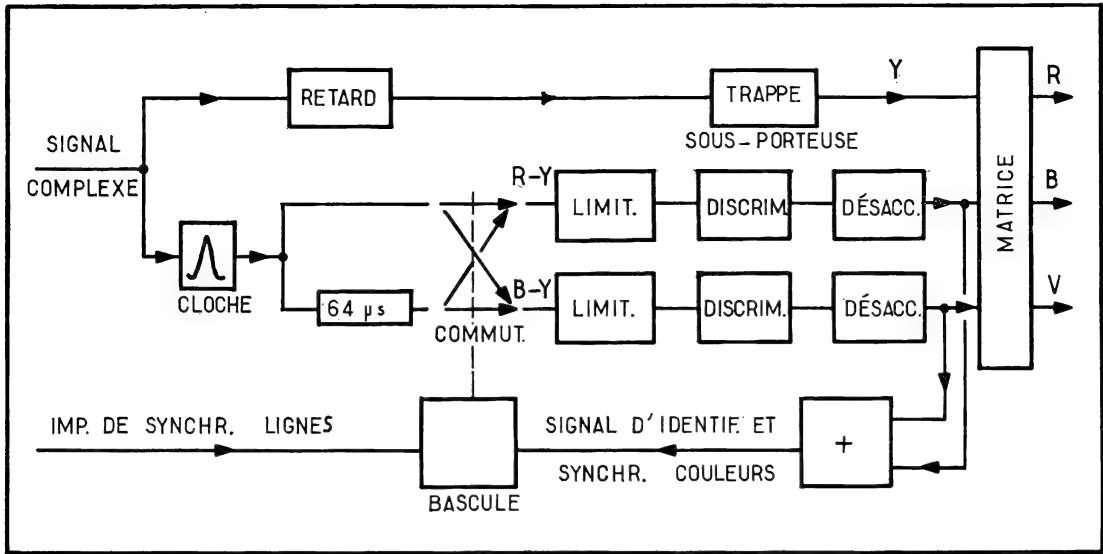 RETARD
TRAPPE
SOUS-PORTEUSE
Y
R
SIGNAL
COMPLEXE
R-Y
LIMIT.
DISCRIM.
DÉSACC.
B
MATRICE
CLOCHE
64 µs
COMMUT.
B-Y
LIMIT.
DISCRIM.
DÉSACC.
V
IMP. DE SYNCHR. LIGNES
BASCULE
SIGNAL D'IDENTIF. ET
SYNCHR. COULEURS
+